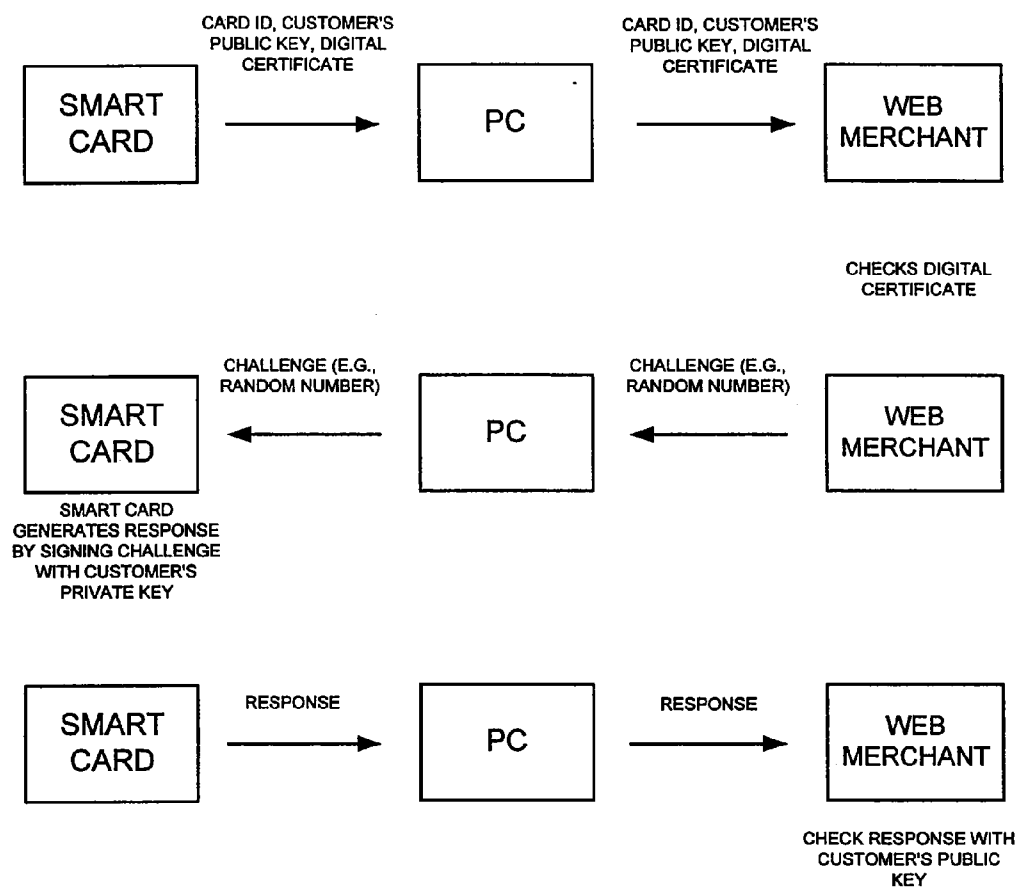 CARD ID, CUSTOMER'S
PUBLIC KEY, DIGITAL
CERTIFICATE
CARD ID, CUSTOMER'S
PUBLIC KEY, DIGITAL
CERTIFICATE
SMART
CARD
PC
WEB
MERCHANT
CHECKS DIGITAL
CERTIFICATE
CHALLENGE (E.G.,
RANDOM NUMBER)
CHALLENGE (E.G.,
RANDOM NUMBER)
SMART
CARD
PC
WEB
MERCHANT
SMART CARD
GENERATES RESPONSE
BY SIGNING CHALLENGE
WITH CUSTOMER'S
PRIVATE KEY
RESPONSE
RESPONSE
SMART
CARD
PC
WEB
MERCHANT
CHECK RESPONSE WITH
CUSTOMER'S PUBLIC
KEY